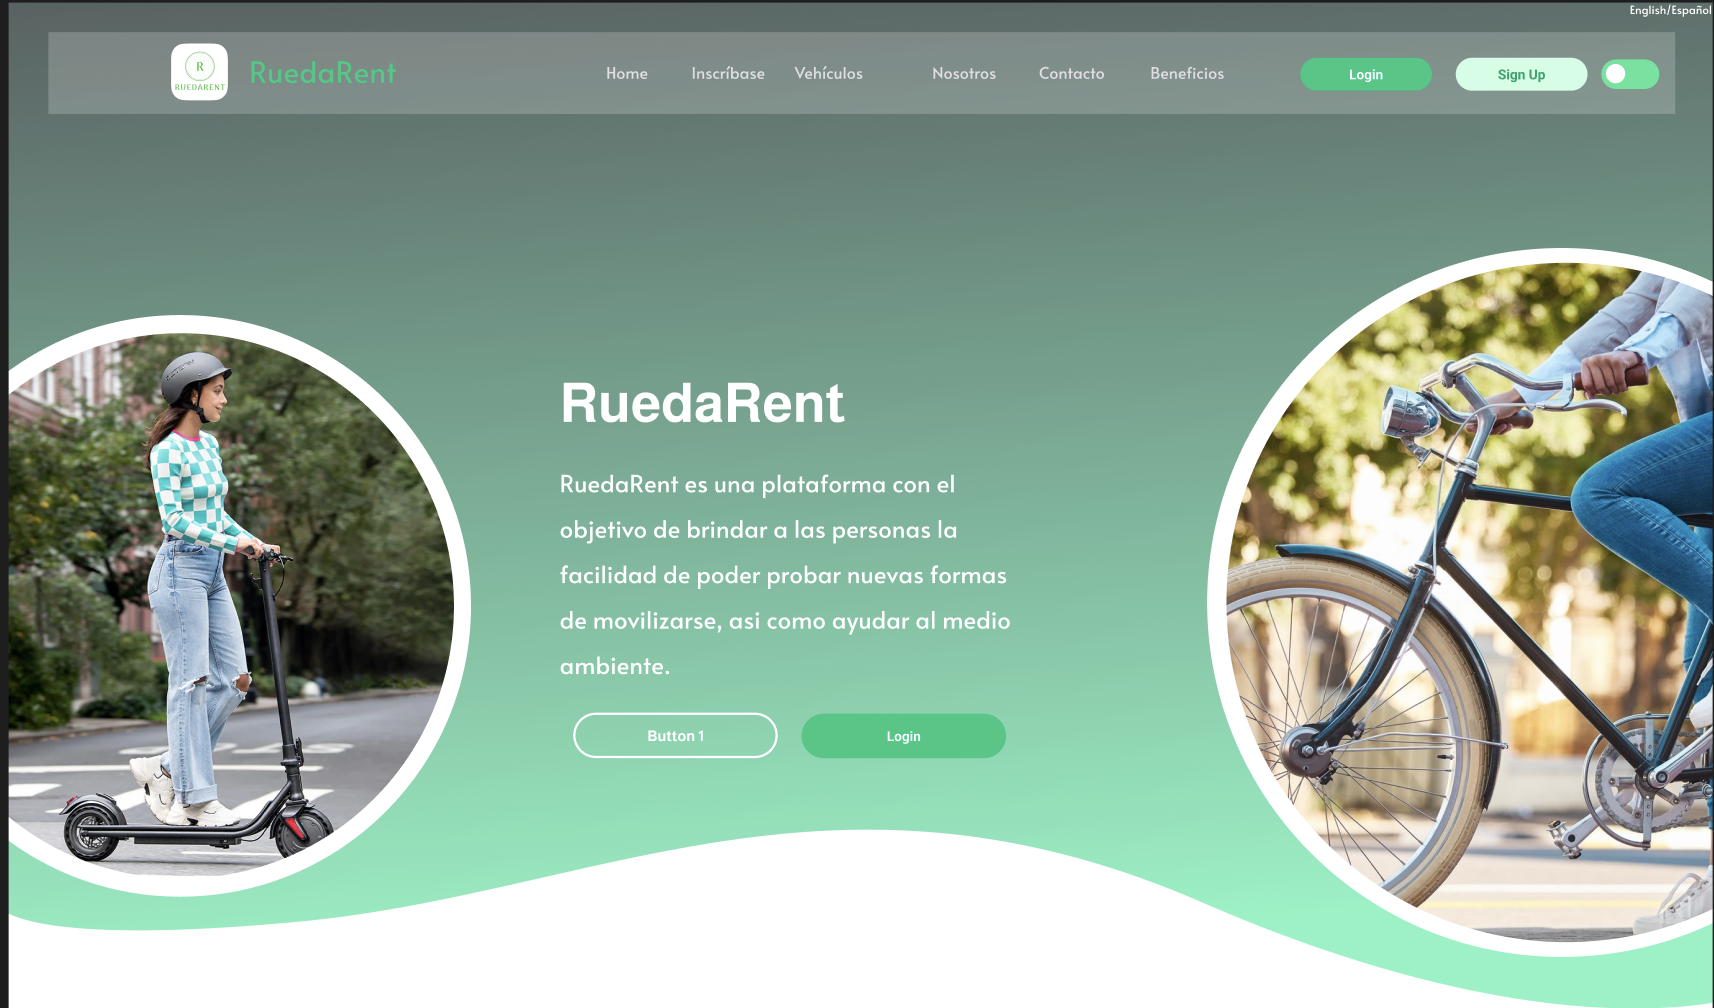 English/Español
R
RUEDARENT
RuedaRent
Home Inscríbase Vehículos Nosotros Contacto Beneficios
Login
Sign Up
RuedaRent
RuedaRent es una plataforma con el
objetivo de brindar a las personas la
facilidad de poder probar nuevas formas
de movilizarse, asi como ayudar al medio
ambiente.
Button 1
Login